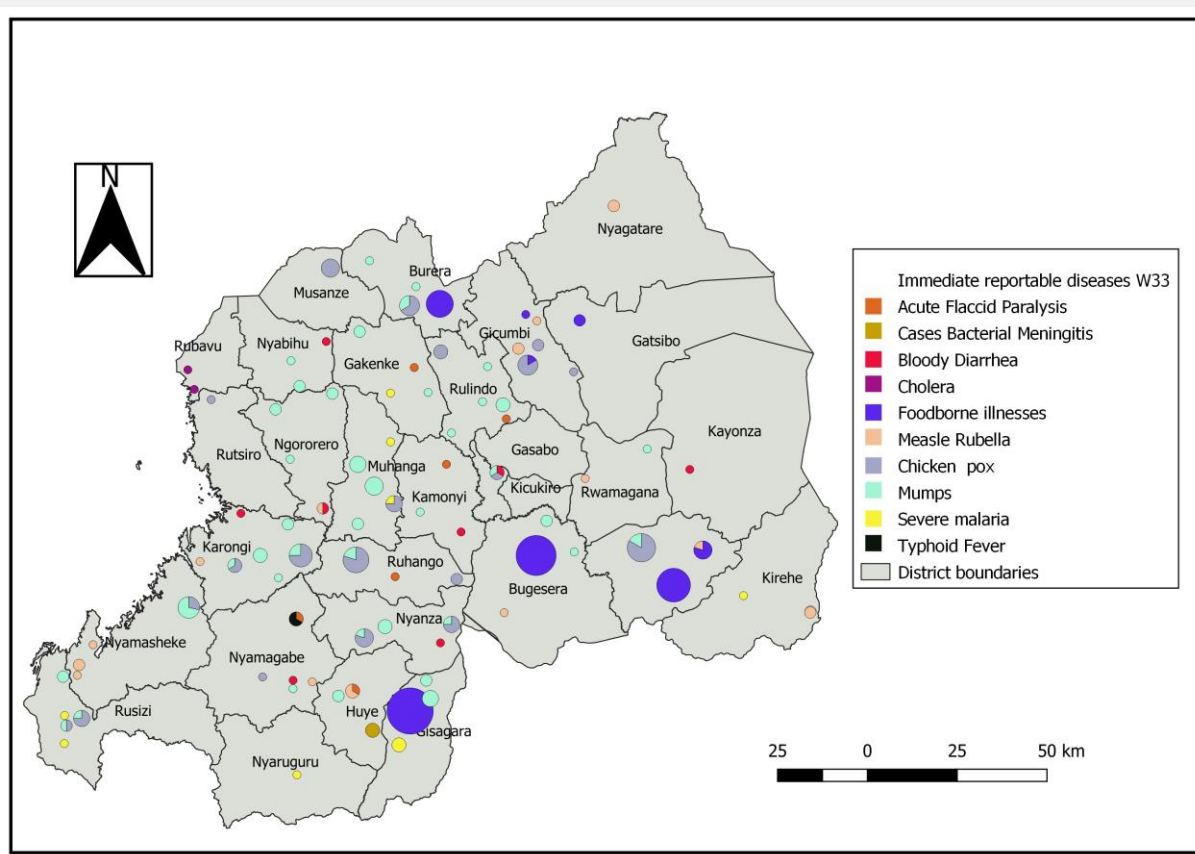 N
Nyagatare
Burera
Musanze
Gicumbi
Rubavu
Nyabihu
Gatsibo
Gakenke
Rulindo
Kayonza
Gasabo
Ngororero
Rutsiro
Muhanga
Kicukiro
Rwamagana
Kamonyi
Karongi
Ruhango
Bugesera
Kirehe
Nyanza
Nyamasheke
Nyamagabe
Rusizi
Huye
Gisagara
Nyaruguru
Immediate reportable diseases W33
Acute Flaccid Paralysis
Cases Bacterial Meningitis
Bloody Diarrhea
Cholera
Foodborne illnesses
Measle Rubella
Chicken pox
Mumps
Severe malaria
Typhoid Fever
District boundaries
25 0 25 50 km